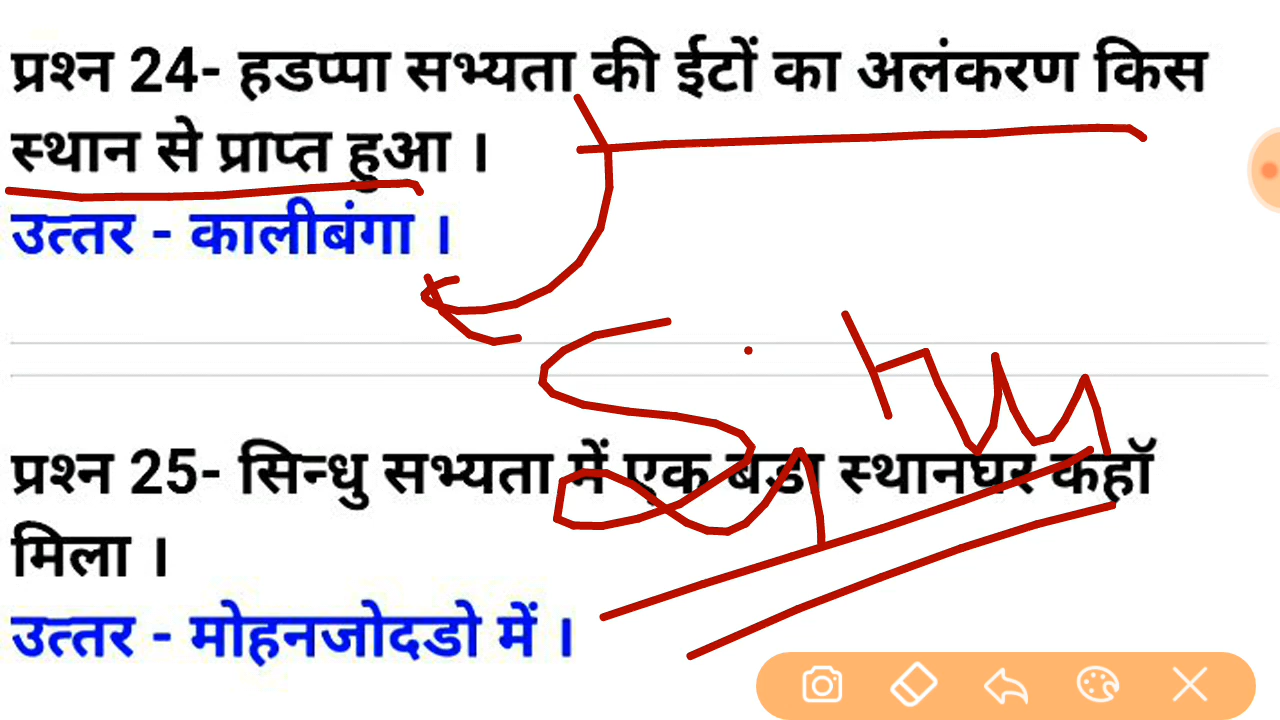 प्रश्न 24- हडप्पा सभ्यता की ईटों का अलंकरण किस
स्थान से प्राप्त हुआ ।
उत्तर - कालीबंगा ।
प्रश्न 25- सिन्धु सभ्यता में एक बडा स्थानघर कहॉ
मिला ।
उत्तर - मोहनजोदडो में ।